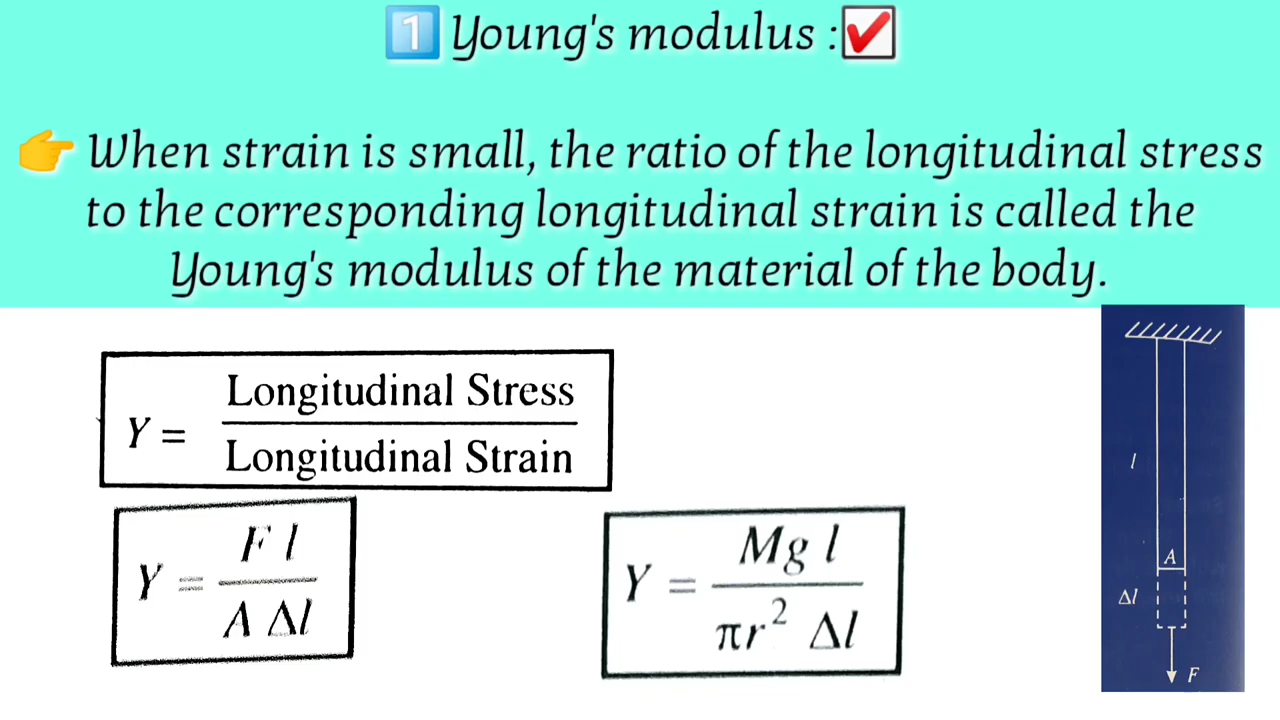 1️⃣ Young's modulus :☑️
👉 When strain is small, the ratio of the longitudinal stress
to the corresponding longitudinal strain is called the
Young's modulus of the material of the body.
Y = Longitudinal Stress / Longitudinal Strain
Y = F l / A Δl
Y = Mg l / πr² Δl
l
A
Δl
F